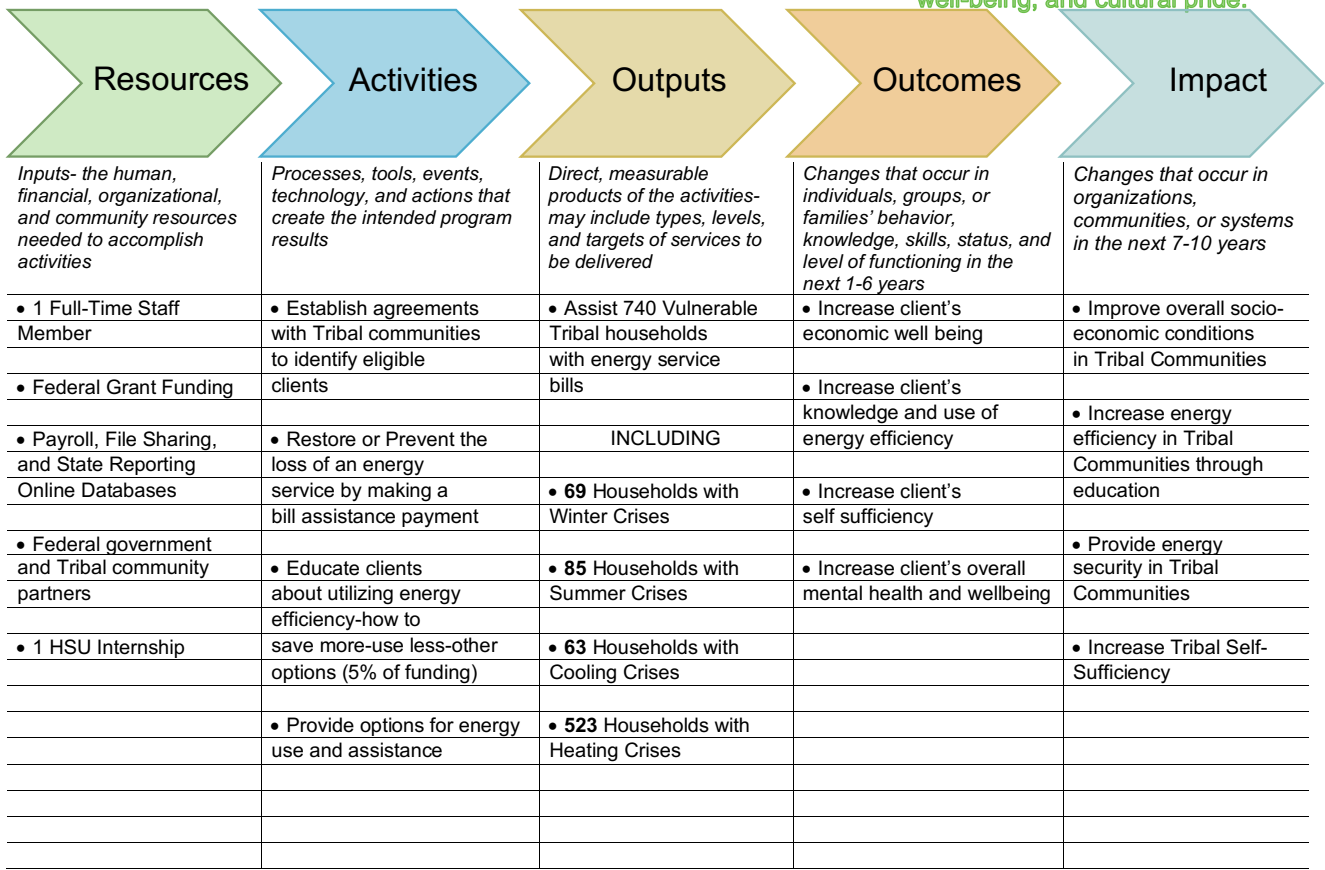 well-being, and cultural pride.
Resources
Activities
Outputs
Outcomes
Impact
Inputs- the human,
financial, organizational,
and community resources
needed to accomplish
activities
Processes, tools, events,
technology, and actions that
create the intended program
results
Direct, measurable
products of the activities-
may include types, levels,
and targets of services to
be delivered
Changes that occur in
individuals, groups, or
families' behavior,
knowledge, skills, status, and
level of functioning in the
next 1-6 years
Changes that occur in
organizations,
communities, or systems
in the next 7-10 years
• 1 Full-Time Staff
Member
• Federal Grant Funding
• Payroll, File Sharing,
and State Reporting
Online Databases
• Federal government
and Tribal community
partners
• 1 HSU Internship
• Establish agreements
with Tribal communities
to identify eligible
clients
• Restore or Prevent the
loss of an energy
service by making a
bill assistance payment
• Educate clients
about utilizing energy
efficiency-how to
save more-use less-other
options (5% of funding)
• Provide options for energy
use and assistance
• Assist 740 Vulnerable
Tribal households
with energy service
bills
INCLUDING
• 69 Households with
Winter Crises
• 85 Households with
Summer Crises
• 63 Households with
Cooling Crises
• 523 Households with
Heating Crises
• Increase client's
economic well being
• Increase client's
knowledge and use of
energy efficiency
• Increase client's
self sufficiency
• Increase client's overall
mental health and wellbeing
• Improve overall socio-
economic conditions
in Tribal Communities
• Increase energy
efficiency in Tribal
Communities through
education
• Provide energy
security in Tribal
Communities
• Increase Tribal Self-
Sufficiency